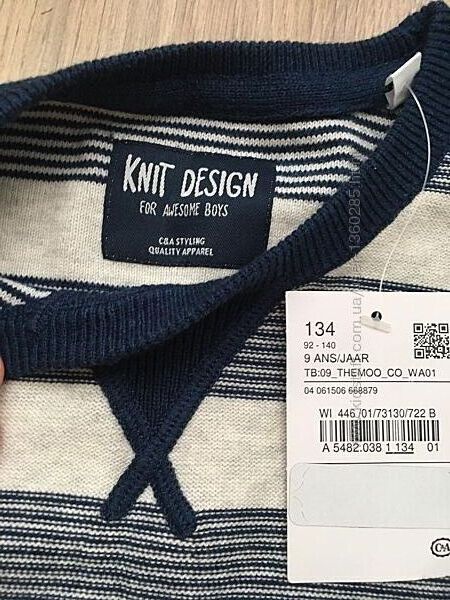 KNIT DESIGN
FOR AWESOME BOYS
C&A STYLING
QUALITY APPAREL
134
92 - 140
9 ANS/JAAR
TB:09_THEMOO_CO_WA01
04 061506 668879
WI 446 /01/73130/722 B
A 5482.038 1 134 01
C&A